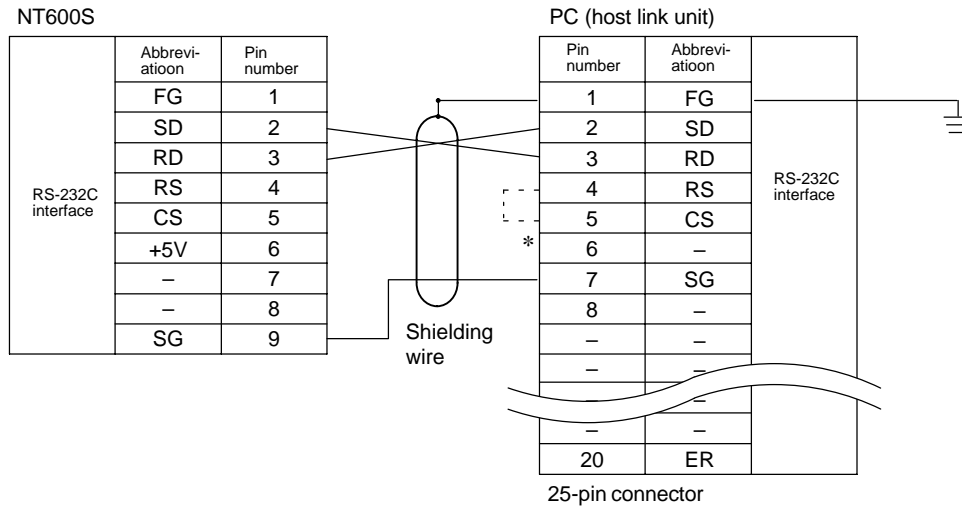 NT600S
PC (host link unit)
Abbrevi-
atioon
Pin
number
FG 1
SD 2
RD 3
RS 4
CS 5
+5V 6
– 7
– 8
SG 9
RS-232C
interface
Shielding
wire
*
Pin
number
Abbrevi-
atioon
1 FG
2 SD
3 RD
4 RS
5 CS
6 –
7 SG
8 –
– –
– –
– –
– –
20 ER
RS-232C
interface
25-pin connector